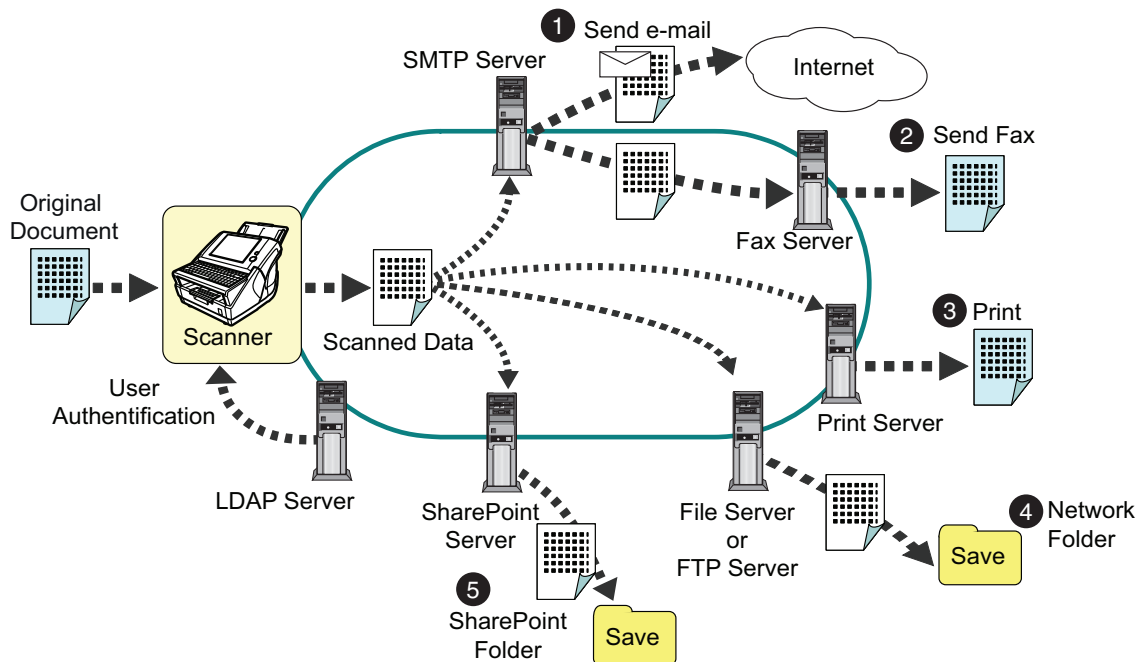 1 Send e-mail
SMTP Server
Internet
2 Send Fax
Original
Document
Fax Server
3 Print
Scanner
Scanned Data
User
Authentification
Print Server
LDAP Server
SharePoint
Server
File Server
or
FTP Server
4 Network
Folder
Save
5
SharePoint
Folder
Save